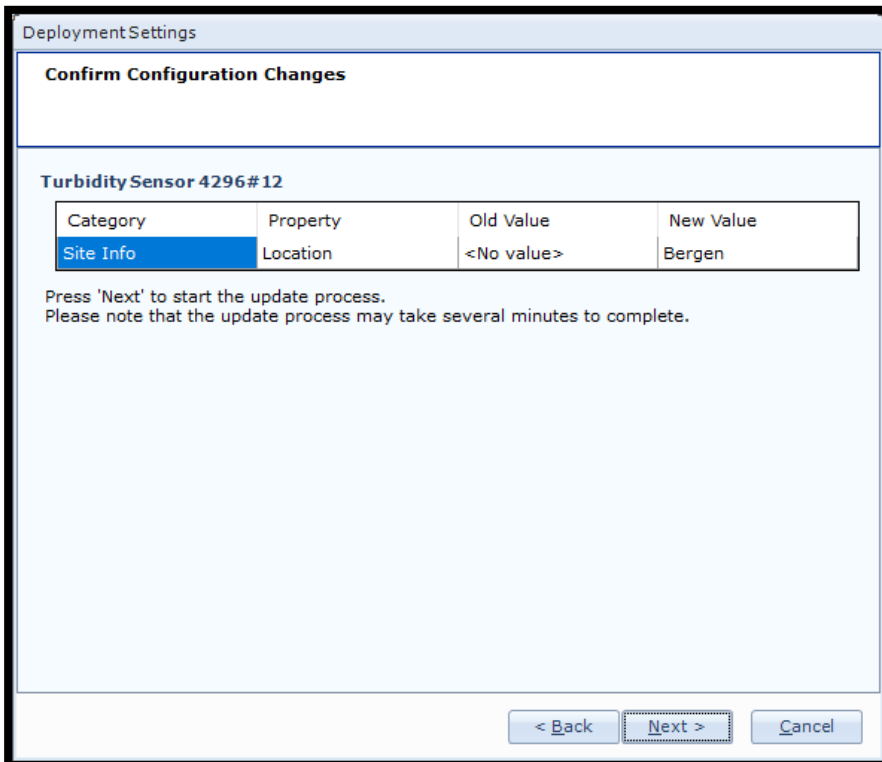 Deployment Settings
Confirm Configuration Changes
Turbidity Sensor 4296#12
Category Property Old Value New Value
Site Info Location <No value> Bergen
Press 'Next' to start the update process.
Please note that the update process may take several minutes to complete.
< Back Next > Cancel